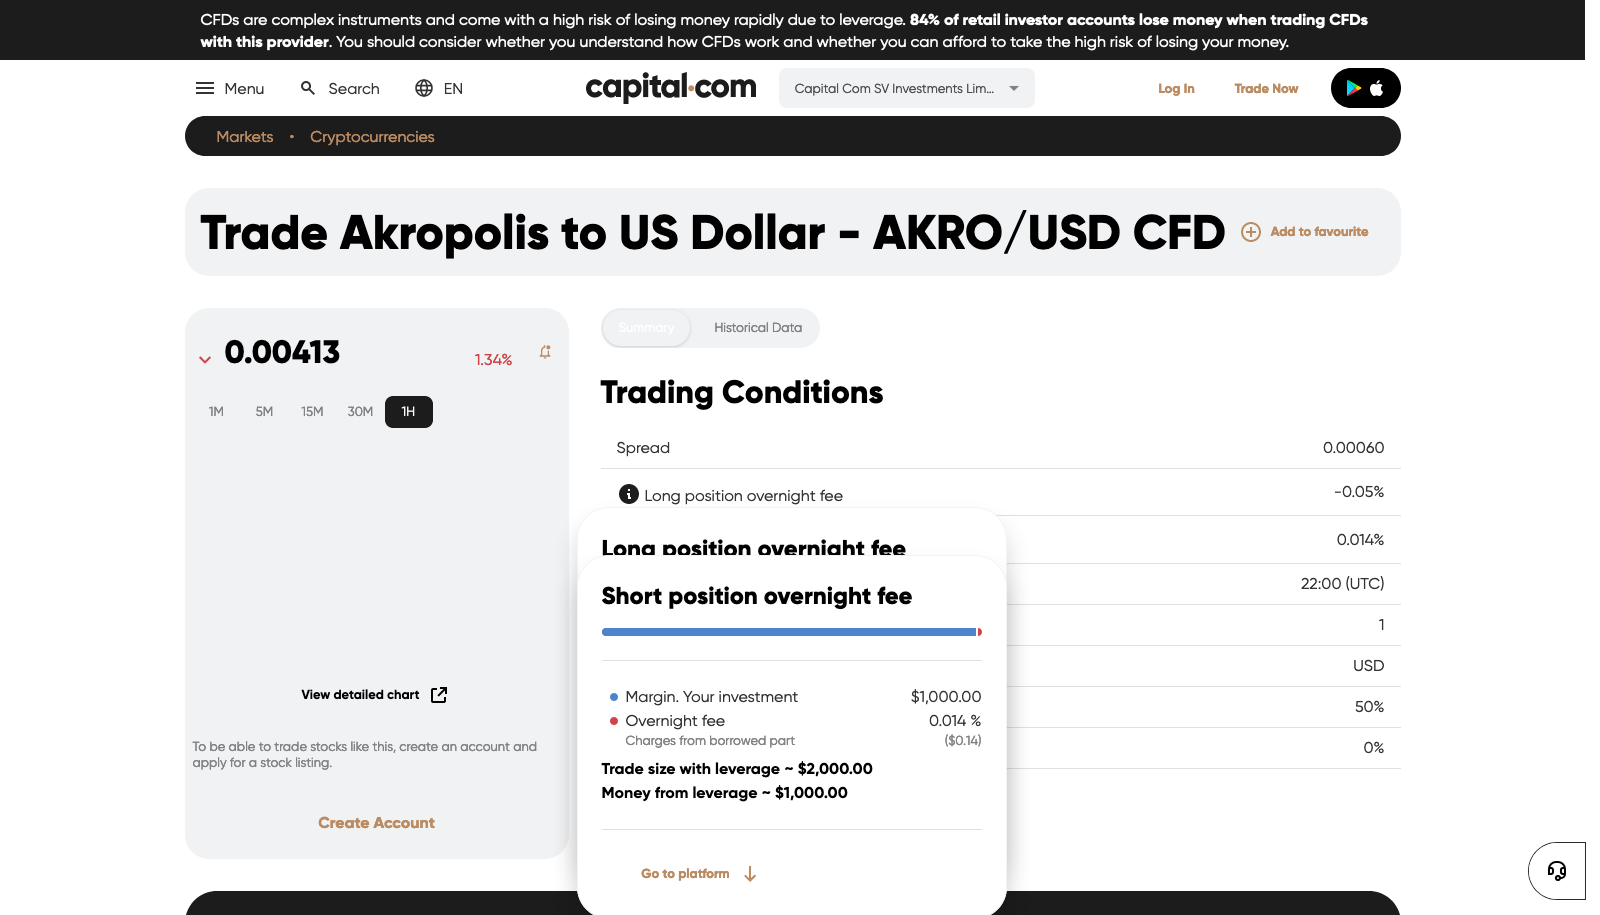 CFDs are complex instruments and come with a high risk of losing money rapidly due to leverage. 84% of retail investor accounts lose money when trading CFDs
with this provider. You should consider whether you understand how CFDs work and whether you can afford to take the high risk of losing your money.
Menu
Search
EN
capital.com
Capital Com SV Investments Lim...
Log In
Trade Now
Markets • Cryptocurrencies
Trade Akropolis to US Dollar - AKRO/USD CFD
Add to favourite
0.00413
1.34%
1M 5M 15M 30M 1H
View detailed chart
To be able to trade stocks like this, create an account and
apply for a stock listing.
Create Account
Summary
Historical Data
Trading Conditions
Spread 0.00060
Long position overnight fee -0.05%
0.014%
22:00 (UTC)
1
USD
50%
0%
Long position overnight fee
Short position overnight fee
Margin. Your investment $1,000.00
Overnight fee 0.014 %
Charges from borrowed part ($0.14)
Trade size with leverage ~ $2,000.00
Money from leverage ~ $1,000.00
Go to platform